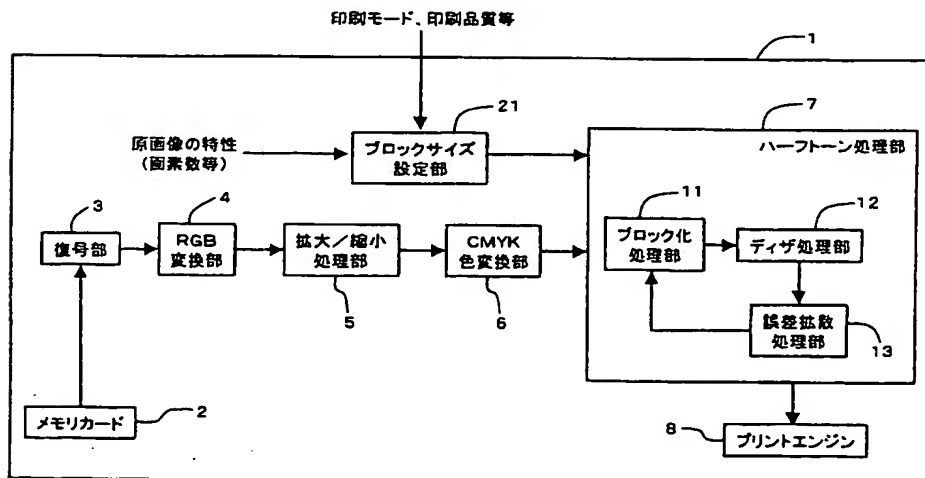 印刷モード、印刷品質等
1
21
7
原画像の特性
(画素数等)
ブロックサイズ
設定部
ハーフトーン処理部
3
4
11
12
復号部
RGB
変換部
拡大／縮小
処理部
CMYK
色変換部
ブロック化
処理部
ディザ処理部
5
6
誤差拡散
処理部
13
メモリカード
2
8
プリントエンジン